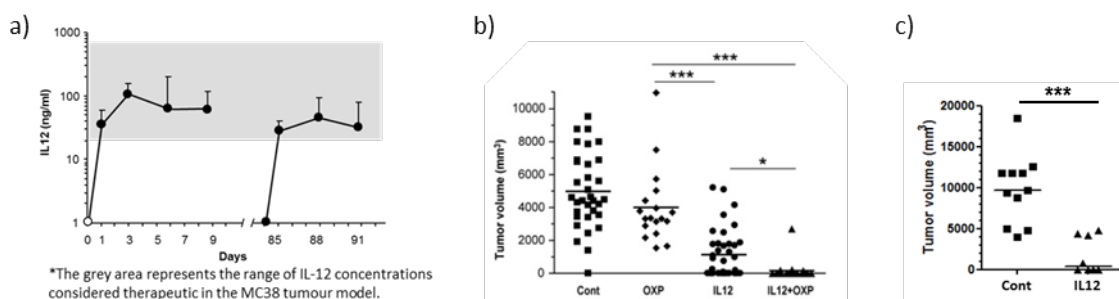 a)
1000
100
10
1
IL12 (ng/ml)
0 1 3 6 9 85 88 91
Days
*The grey area represents the range of IL-12 concentrations
considered therapeutic in the MC38 tumour model.
b)
***
***
*
10000
8000
6000
4000
2000
0
Tumor volume (mm³)
Cont OXP IL12 IL12+OXP
c)
***
20000
15000
10000
5000
0
Tumor volume (mm³)
Cont IL12